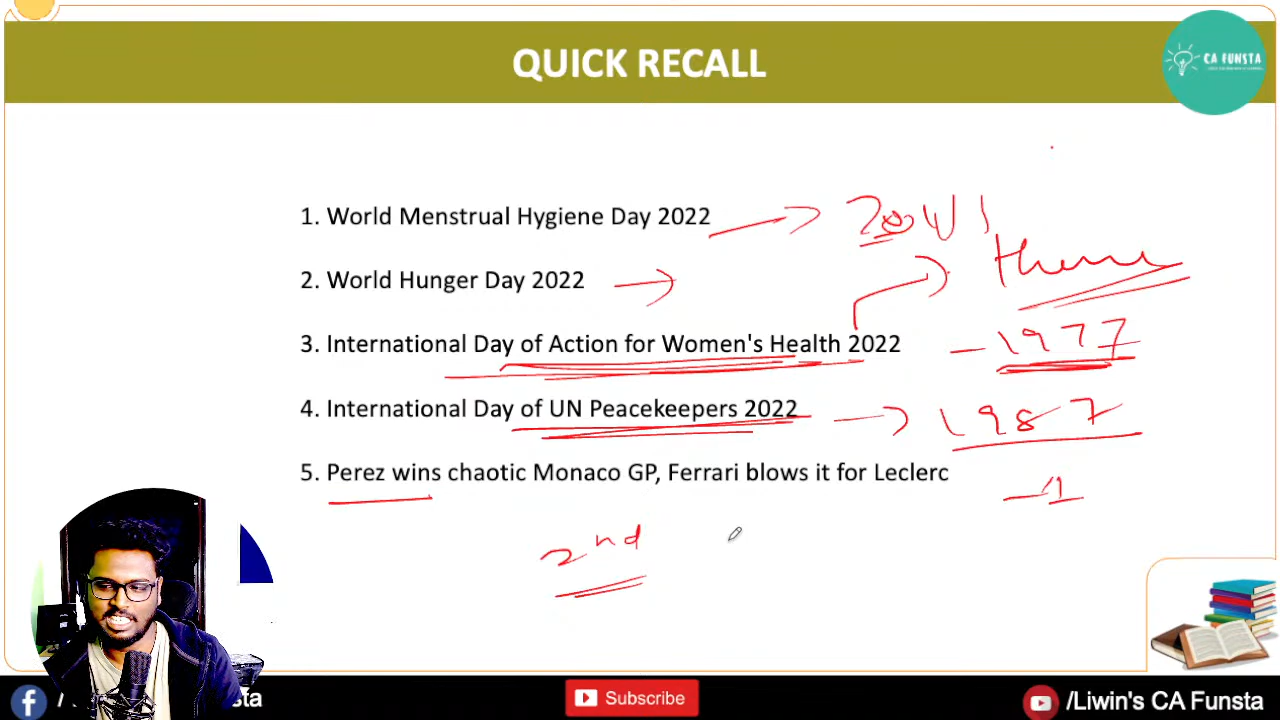 QUICK RECALL
CA FUNSTA
1. World Menstrual Hygiene Day 2022
2. World Hunger Day 2022
theme
3. International Day of Action for Women's Health 2022 - 1977
4. International Day of UN Peacekeepers 2022 → 1987
5. Perez wins chaotic Monaco GP, Ferrari blows it for Leclerc - 1
2nd
sta
Subscribe
/Liwin's CA Funsta